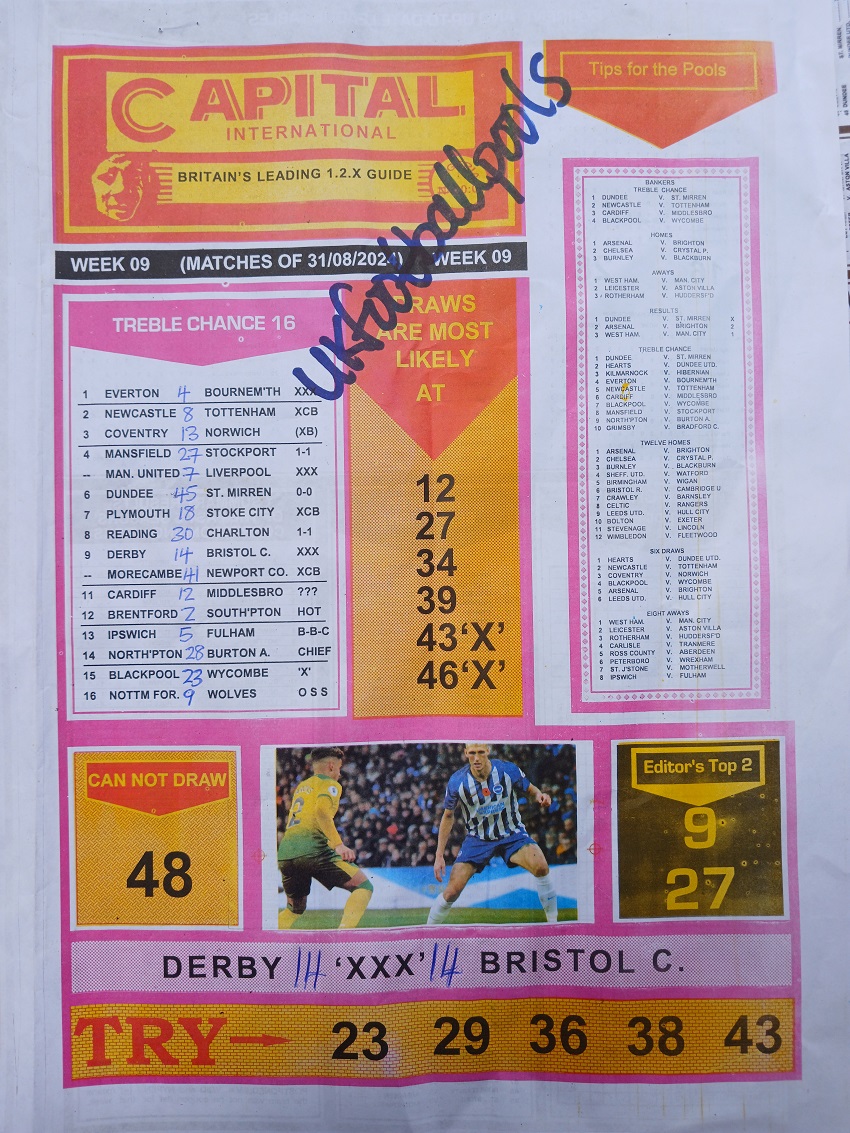 CAPITAL
INTERNATIONAL
BRITAIN'S LEADING 1.2.X GUIDE
ukfootballpools
Tips for the Pools
WEEK 09 (MATCHES OF 31/08/2024) WEEK 09
TREBLE CHANCE 16
1 EVERTON 4 BOURNEM'TH XXX
2 NEWCASTLE 8 TOTTENHAM XCB
3 COVENTRY 13 NORWICH (XB)
4 MANSFIELD 27 STOCKPORT 1-1
-- MAN. UNITED 7 LIVERPOOL XXX
6 DUNDEE 45 ST. MIRREN 0-0
7 PLYMOUTH 18 STOKE CITY XCB
8 READING 30 CHARLTON 1-1
9 DERBY 14 BRISTOL C. XXX
-- MORECAMBE 41 NEWPORT CO. XCB
11 CARDIFF 12 MIDDLESBRO ???
12 BRENTFORD 2 SOUTH'PTON HOT
13 IPSWICH 5 FULHAM B-B-C
14 NORTH'PTON 28 BURTON A. CHIEF
15 BLACKPOOL 23 WYCOMBE 'X'
16 NOTTM FOR. 9 WOLVES O S S
DRAWS
ARE MOST
LIKELY
AT
12
27
34
39
43'X'
46'X'
BANKERS
TREBLE CHANCE
1 DUNDEE V. ST. MIRREN
2 NEWCASTLE V. TOTTENHAM
3 CARDIFF V. MIDDLESBRO
4 BLACKPOOL V. WYCOMBE
HOMES
1 ARSENAL V. BRIGHTON
2 CHELSEA V. CRYSTAL P.
3 BURNLEY V. BLACKBURN
AWAYS
1 WEST HAM. V. MAN. CITY
2 LEICESTER V. ASTON VILLA
3 ROTHERHAM V. HUDDERSF'D
RESULTS
1 DUNDEE V. ST. MIRREN X
2 ARSENAL V. BRIGHTON 2
3 WEST HAM. V. MAN. CITY 1
TREBLE CHANCE
1 DUNDEE V. ST. MIRREN
2 HEARTS V. DUNDEE UTD.
3 KILMARNOCK V. HIBERNIAN
4 EVERTON V. BOURNEM'TH
5 NEWCASTLE V. TOTTENHAM
6 CARDIFF V. MIDDLESBRO
7 BLACKPOOL V. WYCOMBE
8 MANSFIELD V. STOCKPORT
9 NORTH'PTON V. BURTON A.
10 GRIMSBY V. BRADFORD C.
TWELVE HOMES
1 ARSENAL V. BRIGHTON
2 CHELSEA V. CRYSTAL P.
3 BURNLEY V. BLACKBURN
4 SHEFF. UTD. V. WATFORD
5 BIRMINGHAM V. WIGAN
6 BRISTOL R. V. CAMBRIDGE U
7 CRAWLEY V. BARNSLEY
8 CELTIC V. RANGERS
9 LEEDS UTD. V. HULL CITY
10 BOLTON V. EXETER
11 STEVENAGE V. LINCOLN
12 WIMBLEDON V. FLEETWOOD
SIX DRAWS
1 HEARTS V. DUNDEE UTD.
2 NEWCASTLE V. TOTTENHAM
3 COVENTRY V. NORWICH
4 BLACKPOOL V. WYCOMBE
5 ARSENAL V. BRIGHTON
6 LEEDS UTD. V. HULL CITY
EIGHT AWAYS
1 WEST HAM. V. MAN. CITY
2 LEICESTER V. ASTON VILLA
3 ROTHERHAM V. HUDDERSF'D
4 CARLISLE V. TRANMERE
5 ROSS COUNTY V. ABERDEEN
6 PETERBORO V. WREXHAM
7 ST. J'STONE V. MOTHERWELL
8 IPSWICH V. FULHAM
CAN NOT DRAW
48
Editor's Top 2
9
27
DERBY 14 'XXX' 14 BRISTOL C.
TRY 23 29 36 38 43